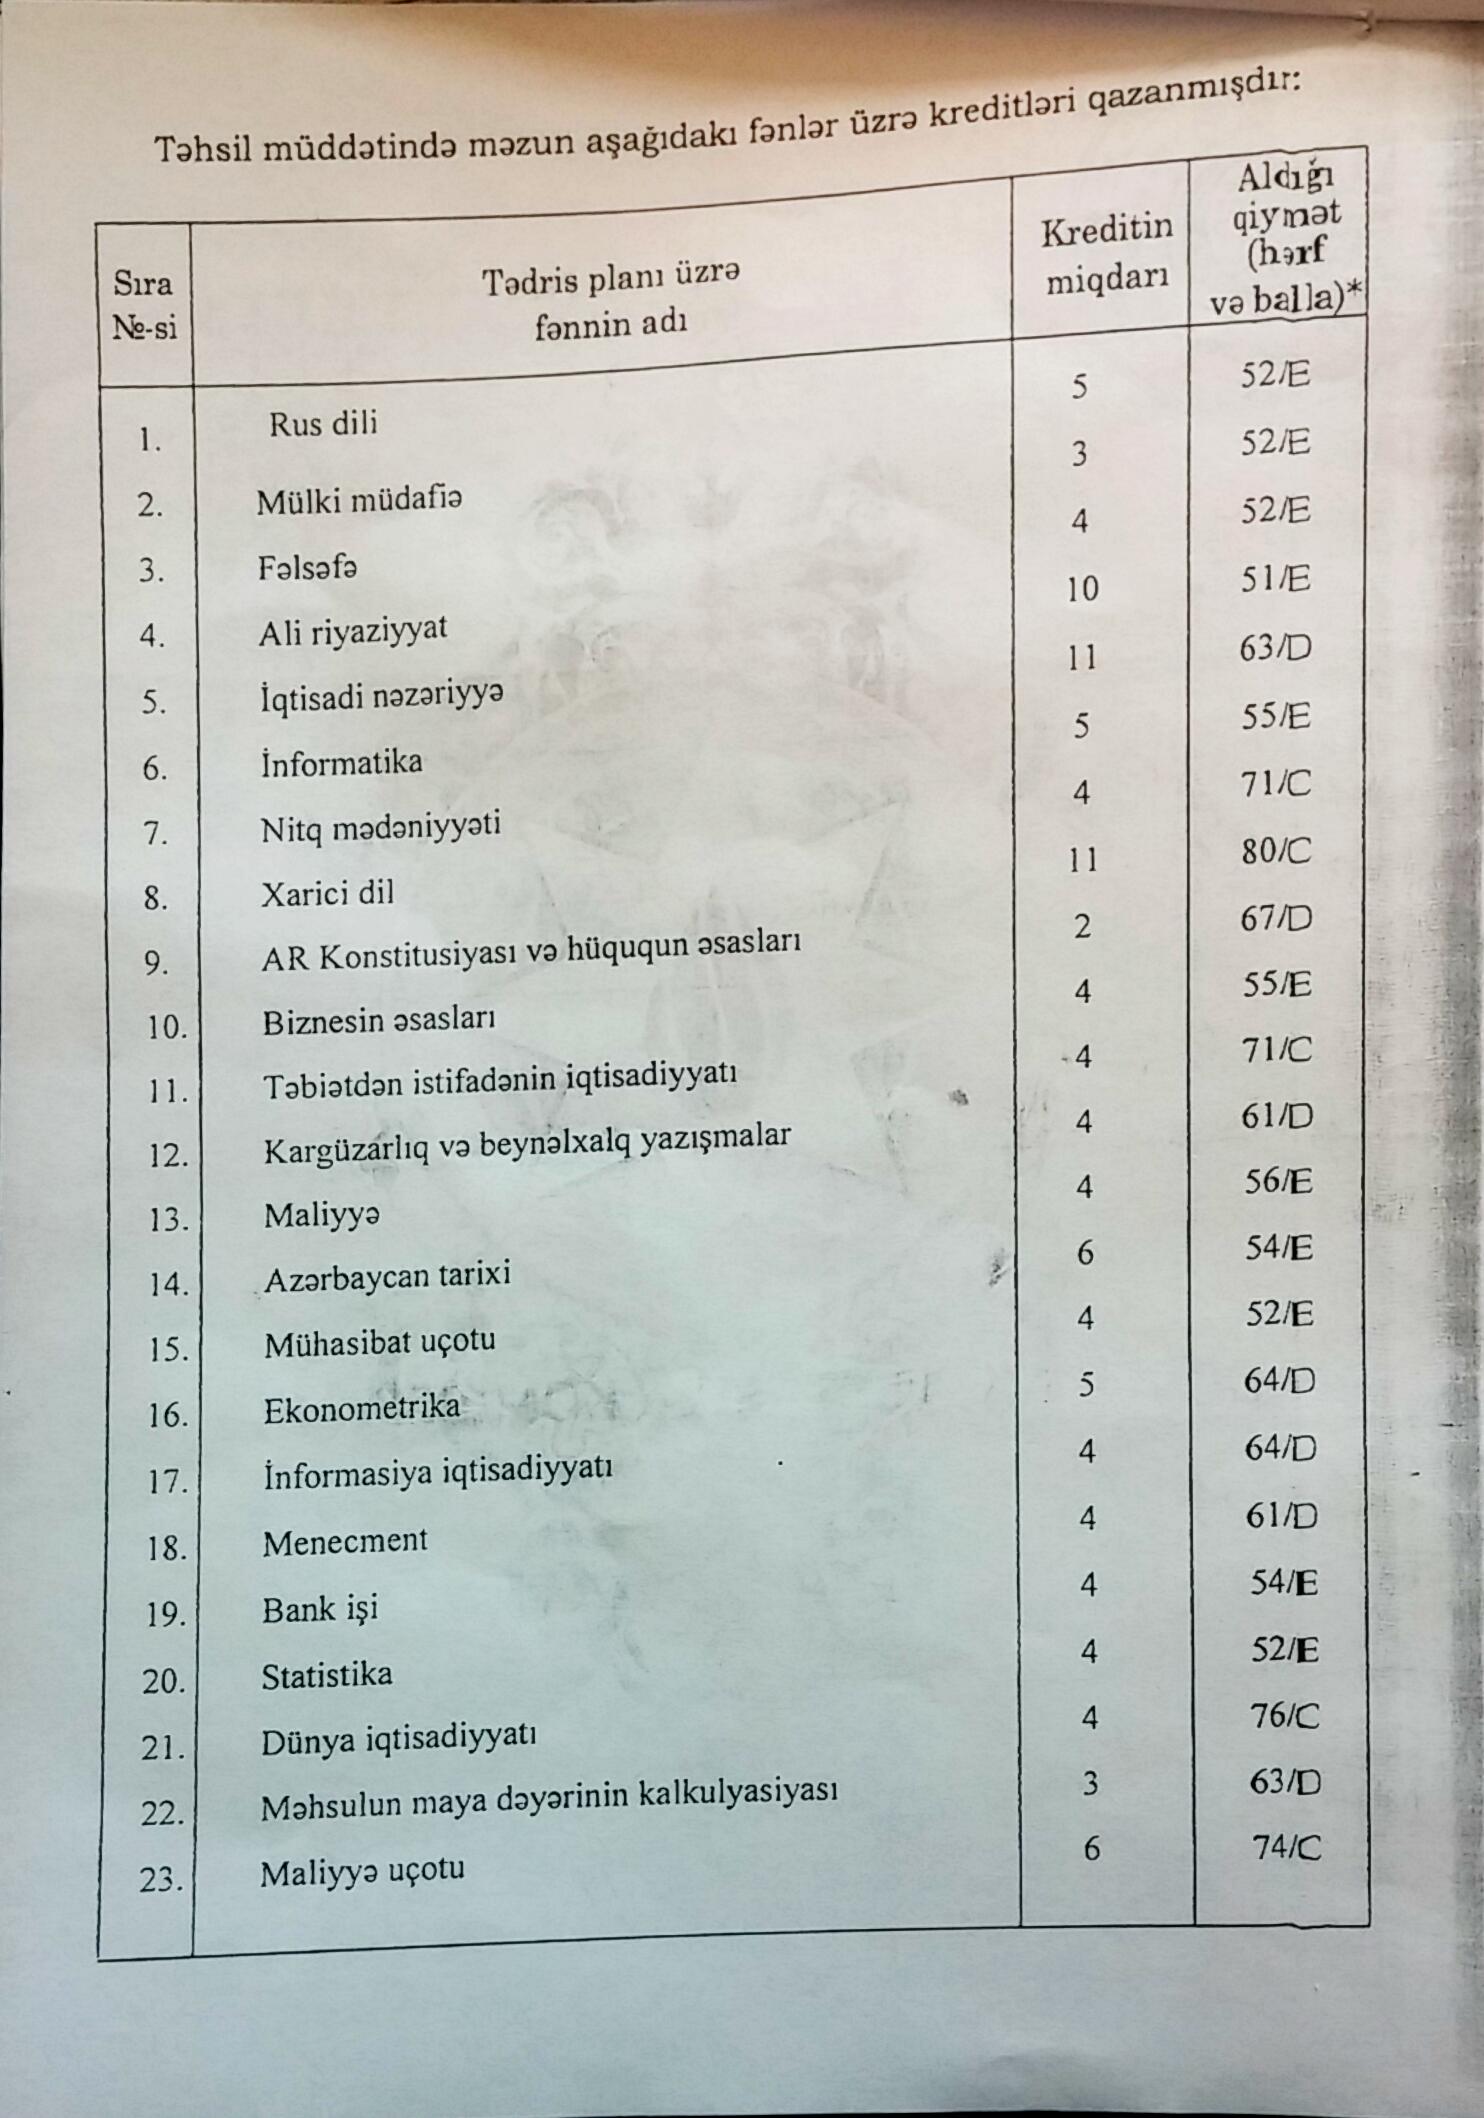 Təhsil müddətində məzun aşağıdakı fənlər üzrə kreditləri qazanmışdır:
Sıra №-si Tədris planı üzrə fənnin adı Kreditin miqdarı Aldığı qiymət (hərf və balla)*
1. Rus dili 5 52/E
2. Mülki müdafiə 3 52/E
3. Fəlsəfə 4 52/E
4. Ali riyaziyyat 10 51/E
5. İqtisadi nəzəriyyə 11 63/D
6. İnformatika 5 55/E
7. Nitq mədəniyyəti 4 71/C
8. Xarici dil 11 80/C
9. AR Konstitusiyası və hüququn əsasları 2 67/D
10. Biznesin əsasları 4 55/E
11. Təbiətdən istifadənin iqtisadiyyatı 4 71/C
12. Kargüzarlıq və beynəlxalq yazışmalar 4 61/D
13. Maliyyə 4 56/E
14. Azərbaycan tarixi 6 54/E
15. Mühasibat uçotu 4 52/E
16. Ekonometrika 5 64/D
17. İnformasiya iqtisadiyyatı 4 64/D
18. Menecment 4 61/D
19. Bank işi 4 54/E
20. Statistika 4 52/E
21. Dünya iqtisadiyyatı 4 76/C
22. Məhsulun maya dəyərinin kalkulyasiyası 3 63/D
23. Maliyyə uçotu 6 74/C